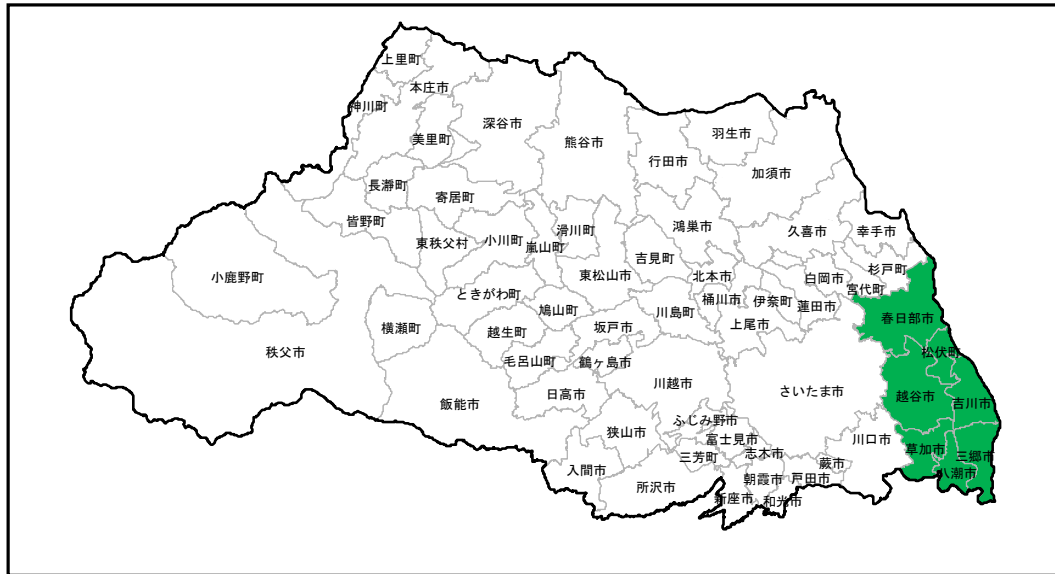 上里町
本庄市
神川町
深谷市
美里町
熊谷市
羽生市
行田市
加須市
長瀞町
寄居町
皆野町
東秩父村
小川町
嵐山町
滑川町
鴻巣市
久喜市
幸手市
吉見町
小鹿野町
東松山市
北本市
白岡市
杉戸町
宮代町
ときがわ町
鳩山町
川島町
桶川市
伊奈町
蓮田市
春日部市
横瀬町
越生町
坂戸市
上尾市
秩父市
毛呂山町
鶴ヶ島市
松伏町
日高市
川越市
さいたま市
越谷市
吉川市
飯能市
ふじみ野市
狭山市
富士見市
川口市
草加市
入間市
三芳町
志木市
蕨市
三郷市
所沢市
朝霞市
戸田市
八潮市
新座市
和光市